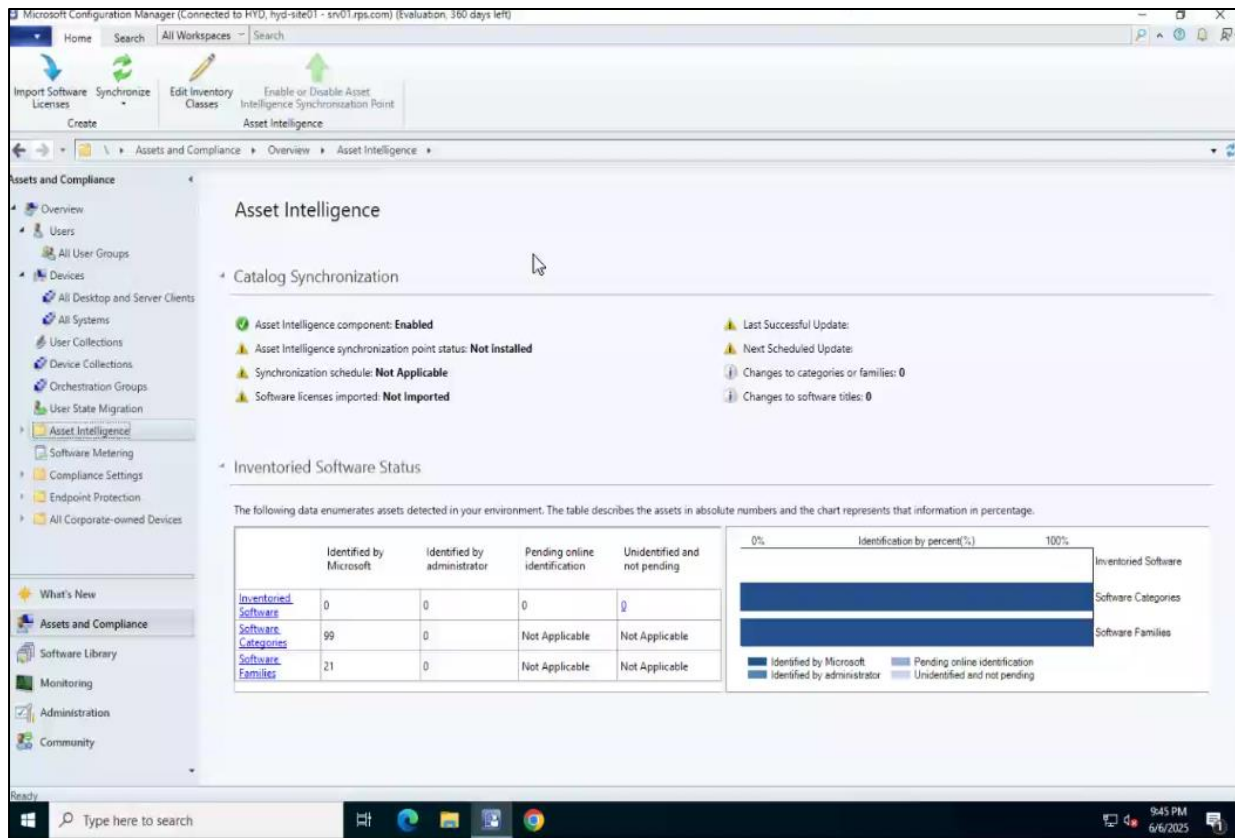 Microsoft Configuration Manager (Connected to HYD, hyd-site01 - srv01.rps.com) (Evaluation, 360 days left)
Home Search All Workspaces Search
Import Software Licenses
Synchronize
Edit Inventory Classes
Enable or Disable Asset Intelligence Synchronization Point
Create
Asset Intelligence
\ Assets and Compliance Overview Asset Intelligence
Assets and Compliance
Overview
Users
All User Groups
Devices
All Desktop and Server Clients
All Systems
User Collections
Device Collections
Orchestration Groups
User State Migration
Asset Intelligence
Software Metering
Compliance Settings
Endpoint Protection
All Corporate-owned Devices
What's New
Assets and Compliance
Software Library
Monitoring
Administration
Community
Asset Intelligence
Catalog Synchronization
Asset Intelligence component: Enabled
Asset Intelligence synchronization point status: Not installed
Synchronization schedule: Not Applicable
Software licenses imported: Not Imported
Last Successful Update:
Next Scheduled Update:
Changes to categories or families: 0
Changes to software titles: 0
Inventoried Software Status
The following data enumerates assets detected in your environment. The table describes the assets in absolute numbers and the chart represents that information in percentage.
Identified by Microsoft
Identified by administrator
Pending online identification
Unidentified and not pending
Inventoried Software 0 0 0 0
Software Categories 99 0 Not Applicable Not Applicable
Software Families 21 0 Not Applicable Not Applicable
0% Identification by percent(%) 100%
Inventoried Software
Software Categories
Software Families
Identified by Microsoft Pending online identification
Identified by administrator Unidentified and not pending
Ready
Type here to search
9:45 PM
6/6/2025